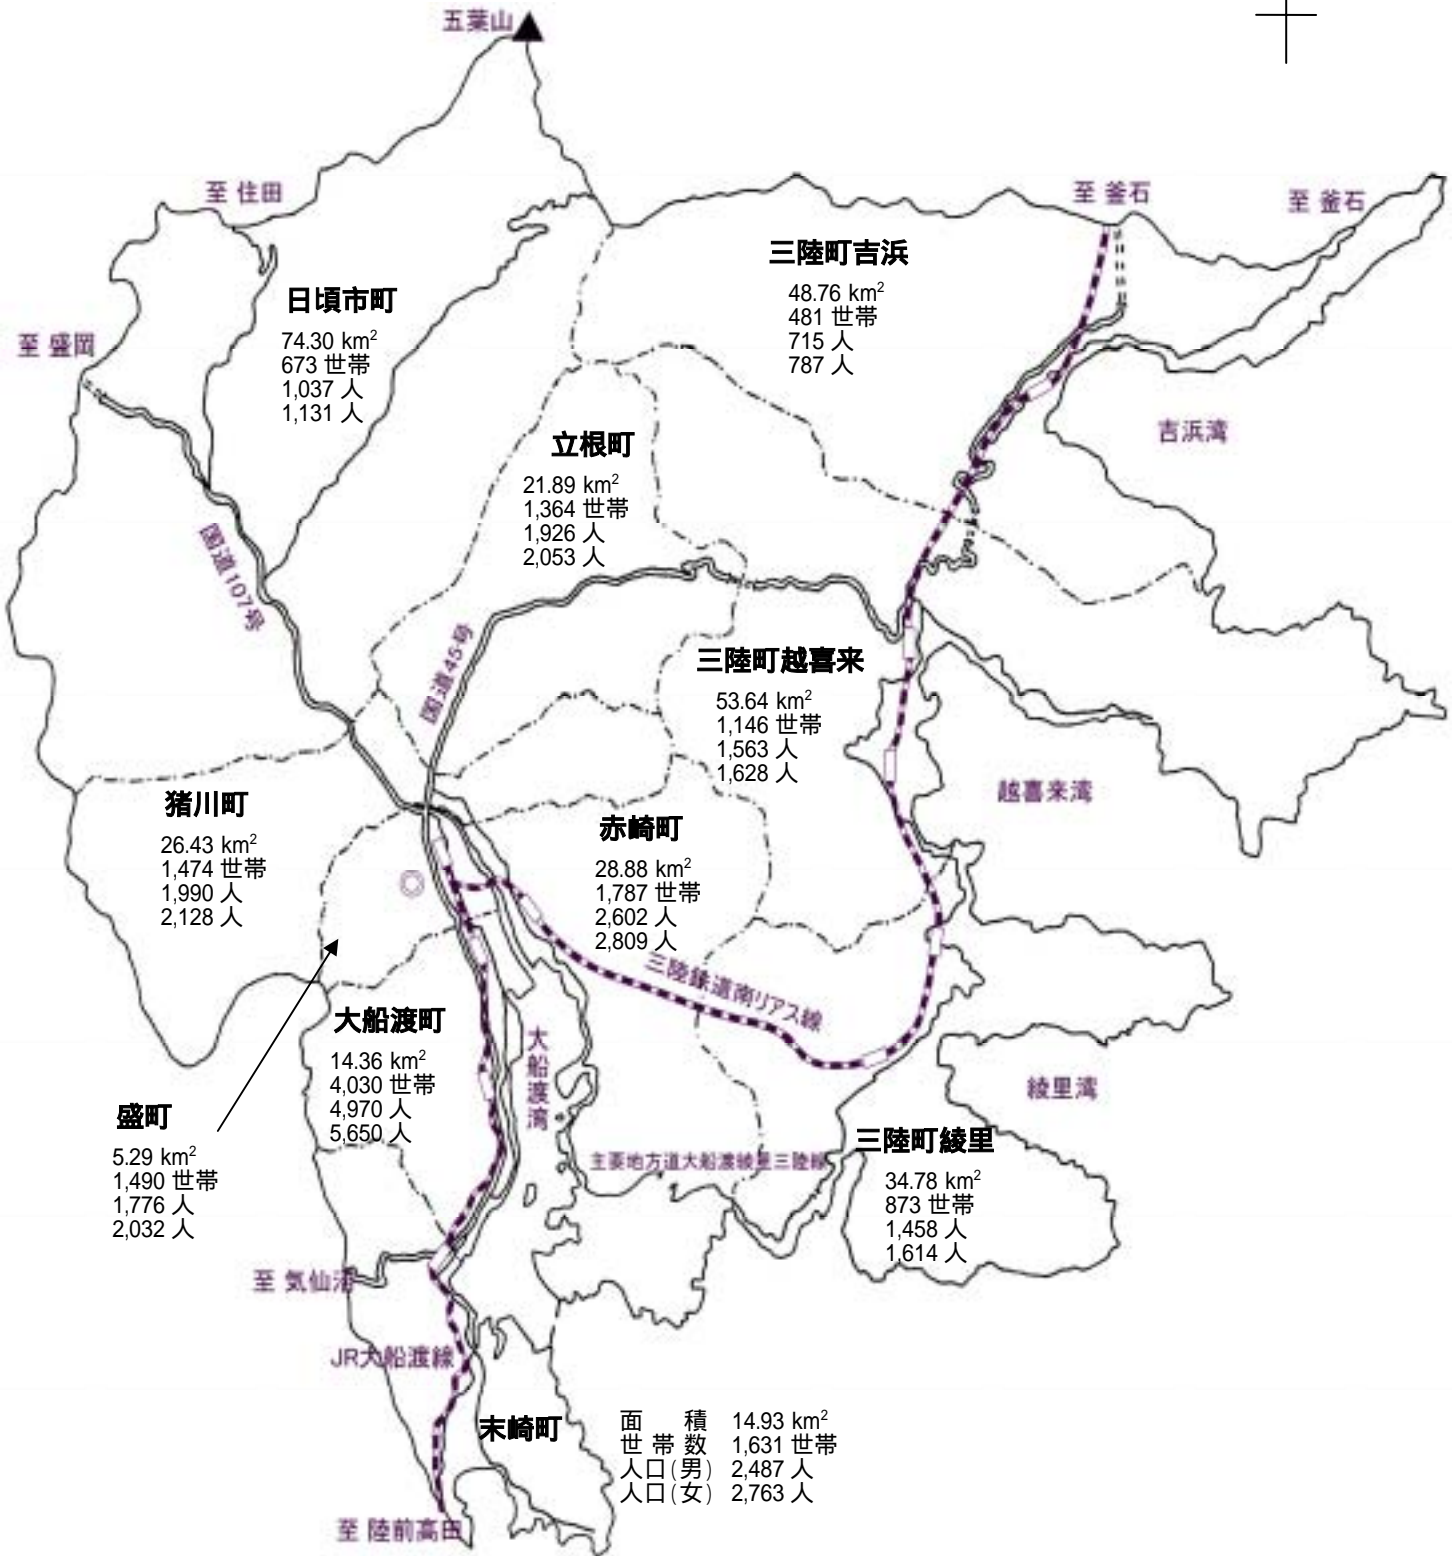 五葉山
至 住田
至 釜石
至 釜石
三陸町吉浜
48.76 km²
481 世帯
715 人
787 人
日頃市町
74.30 km²
673 世帯
1,037 人
1,131 人
至 盛岡
吉浜湾
立根町
21.89 km²
1,364 世帯
1,926 人
2,053 人
国道107号
国道45号
三陸町越喜来
53.64 km²
1,146 世帯
1,563 人
1,628 人
越喜来湾
猪川町
26.43 km²
1,474 世帯
1,990 人
2,128 人
赤崎町
28.88 km²
1,787 世帯
2,602 人
2,809 人
三陸鉄道南リアス線
大船渡町
14.36 km²
4,030 世帯
4,970 人
5,650 人
大船渡湾
綾里湾
盛町
5.29 km²
1,490 世帯
1,776 人
2,032 人
主要地方道大船渡綾里三陸線
三陸町綾里
34.78 km²
873 世帯
1,458 人
1,614 人
至 気仙沼
JR大船渡線
末崎町
面 積 14.93 km²
世帯数 1,631 世帯
人口(男) 2,487 人
人口(女) 2,763 人
至 陸前高田